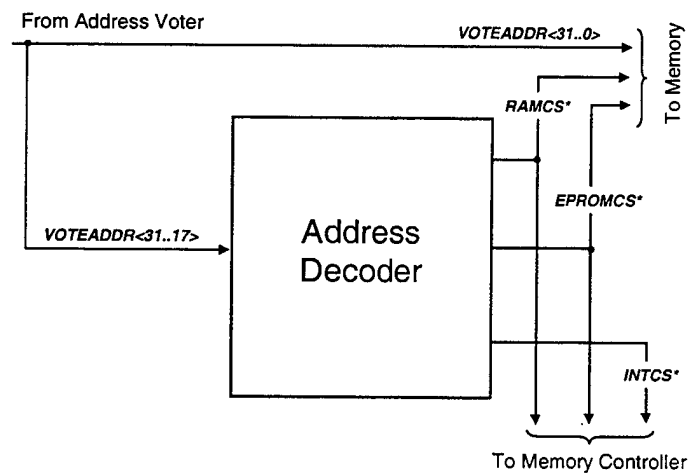 From Address Voter
VOTEADDR<31..0>
To Memory
RAMCS*
EPROMCS*
VOTEADDR<31..17>
Address
Decoder
INTCS*
To Memory Controller